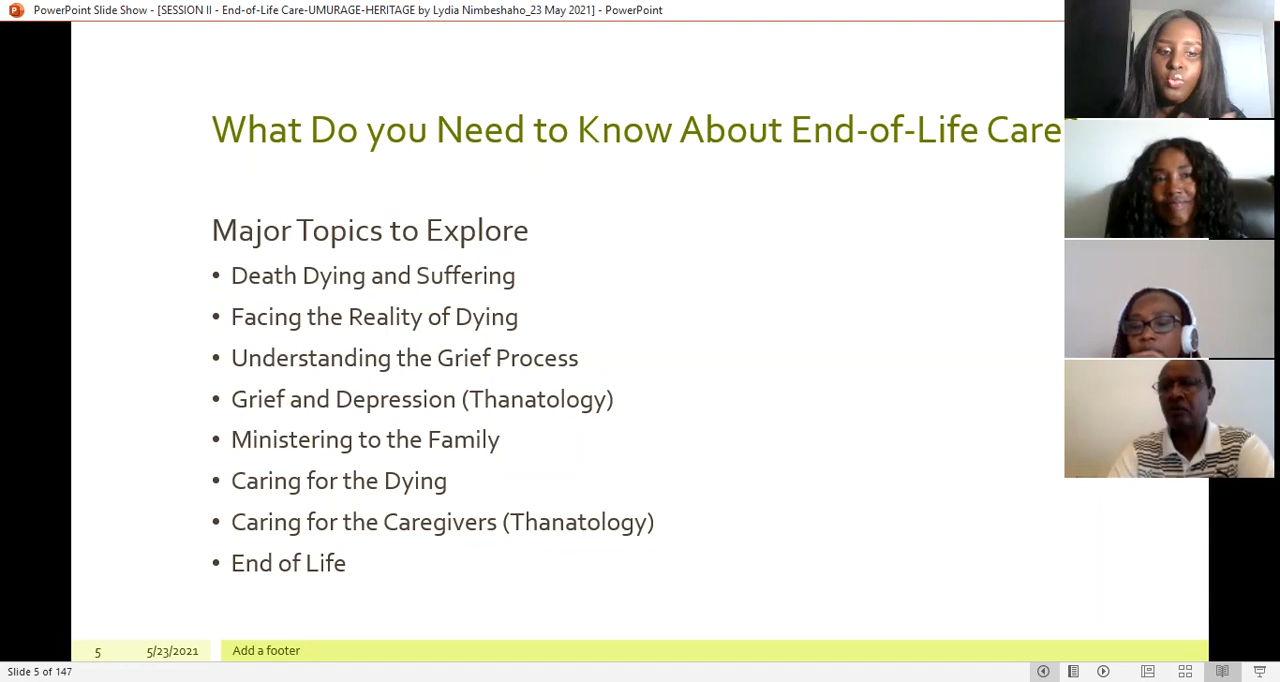 PowerPoint Slide Show - [SESSION II - End-of-Life Care-UMURAGE-HERITAGE by Lydia Nimbeshaho_23 May 2021] - PowerPoint
What Do you Need to Know About End-of-Life Care
Major Topics to Explore
• Death Dying and Suffering
• Facing the Reality of Dying
• Understanding the Grief Process
• Grief and Depression (Thanatology)
• Ministering to the Family
• Caring for the Dying
• Caring for the Caregivers (Thanatology)
• End of Life
5 5/23/2021 Add a footer
Slide 5 of 147